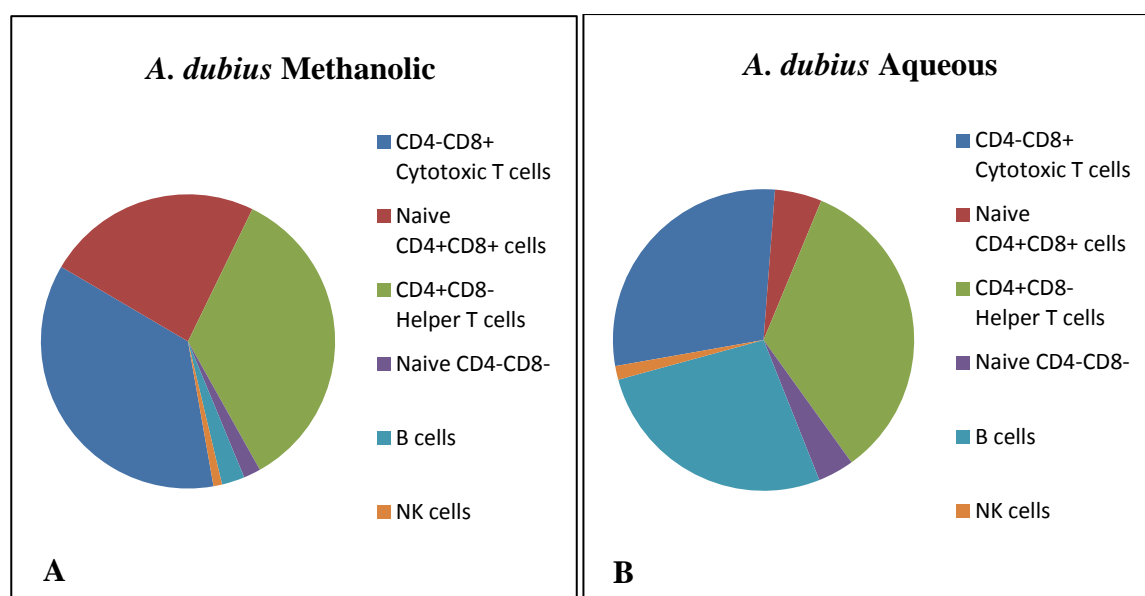 A. dubius Methanolic
CD4-CD8+
Cytotoxic T cells
Naive
CD4+CD8+ cells
CD4+CD8-
Helper T cells
Naive CD4-CD8-
B cells
NK cells
A
A. dubius Aqueous
CD4-CD8+
Cytotoxic T cells
Naive
CD4+CD8+ cells
CD4+CD8-
Helper T cells
Naive CD4-CD8-
B cells
NK cells
B